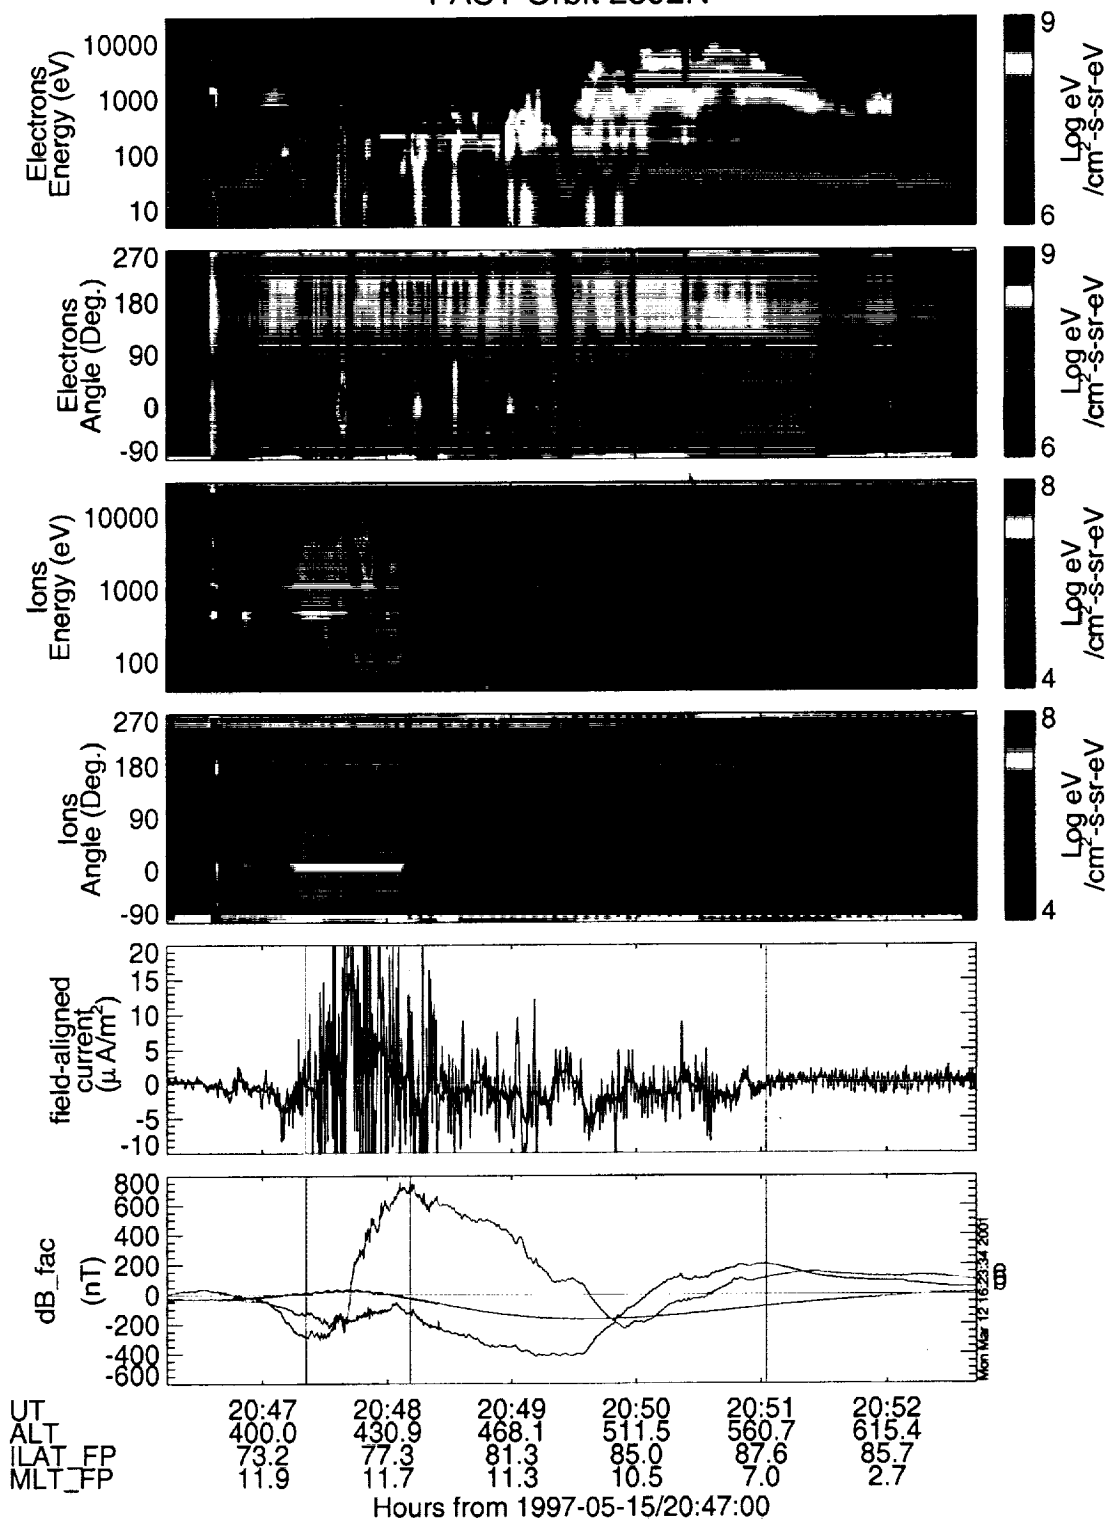 10000
1000
100
10
Electrons
Energy (eV)
9
6
Log eV
/cm²-s-sr-eV
270
180
90
0
-90
Electrons
Angle (Deg.)
9
6
Log eV
/cm²-s-sr-eV
10000
1000
100
Ions
Energy (eV)
8
4
Log eV
/cm²-s-sr-eV
270
180
90
0
-90
Ions
Angle (Deg.)
8
4
Log eV
/cm²-s-sr-eV
20
15
10
5
0
-5
-10
field-aligned
current
(μ A/m²)
800
600
400
200
0
-200
-400
-600
dB_fac
(nT)
Mon Mar 12 16:23:34 2001
UT 20:47 20:48 20:49 20:50 20:51 20:52
ALT 400.0 430.9 468.1 511.5 560.7 615.4
ILAT_FP 73.2 77.3 81.3 85.0 87.6 85.7
MLT_FP 11.9 11.7 11.3 10.5 7.0 2.7
Hours from 1997-05-15/20:47:00